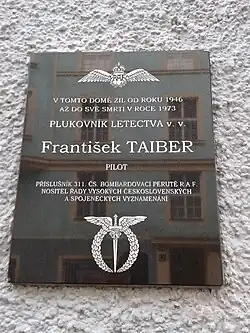 V TOMTO DOMĚ ŽIL OD ROKU 1946
AŽ DO SVÉ SMRTI V ROCE 1973
PLUKOVNÍK LETECTVA v. v.
František TAIBER
PILOT
PŘÍSLUŠNÍK 311. ČS. BOMBARDOVACÍ PERUTĚ R.A.F.
NOSITEL ŘADY VYSOKÝCH ČESKOSLOVENSKÝCH
A SPOJENECKÝCH VYZNAMENÁNÍ